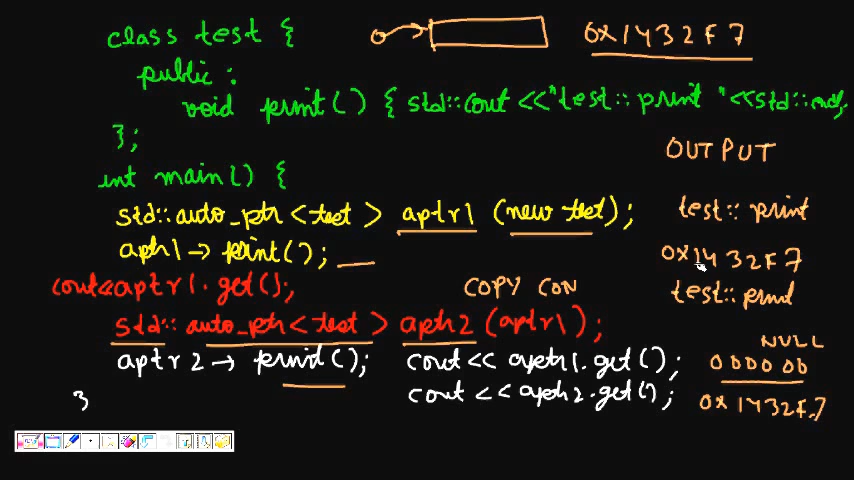 class test {
0x1432F7
public :
void print() { std::cout <<"test:: print "<<std::endl;
};
OUTPUT
int main() {
std::auto_ptr <test> aptr1 (new test);
test:: print
aptr1 -> print();
0x1432F7
cout<<aptr1.get();
COPY CON
test:: print
std:: auto_ptr <test> aptr2 (aptr1);
NULL
aptr2 -> print();
cout << aptr1.get();
000000
cout << aptr2.get();
0x1432F7
}